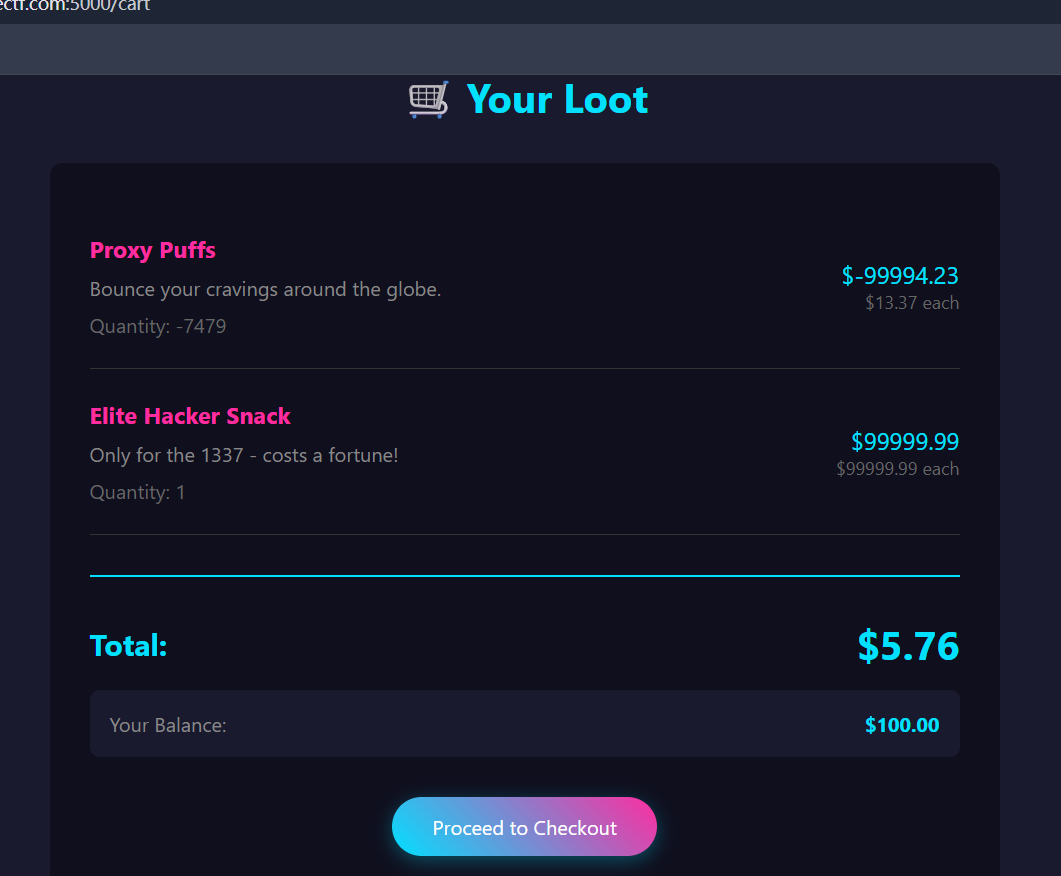 ectf.com:5000/cart
Your Loot
Proxy Puffs
$-99994.23
Bounce your cravings around the globe.
$13.37 each
Quantity: -7479
Elite Hacker Snack
$99999.99
Only for the 1337 - costs a fortune!
$99999.99 each
Quantity: 1
Total:
$5.76
Your Balance:
$100.00
Proceed to Checkout